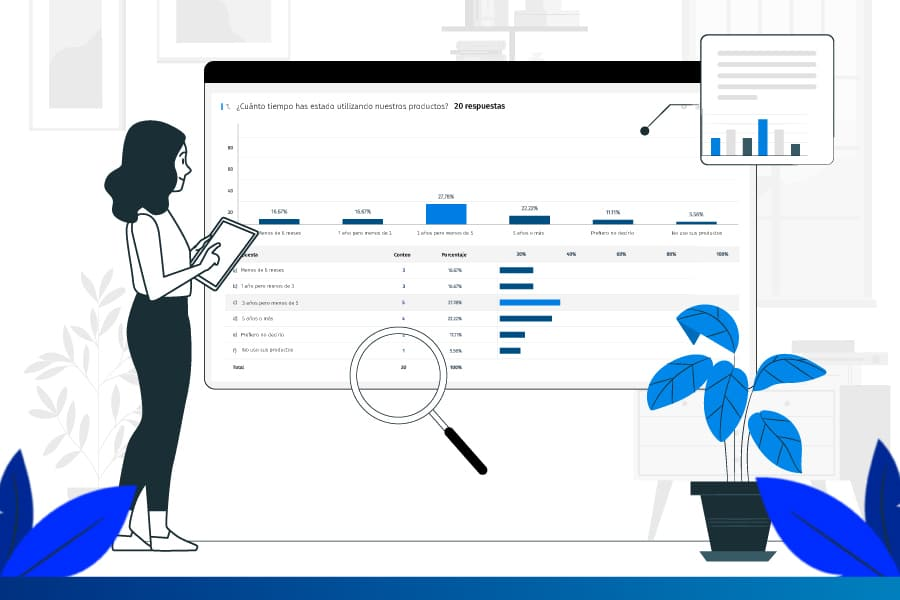 1. ¿Cuánto tiempo has estado utilizando nuestros productos? 20 respuestas
80
60
40
20
16,67% 16,67% 27,78% 22,22% 11,11% 5,56%
Menos de 6 meses 1 año pero menos de 3 3 años pero menos de 5 5 años o más Prefiero no decirlo No uso sus productos
Conteo Porcentaje 20% 40% 60% 80% 100%
Menos de 6 meses 3 16,67%
b) 1 año pero menos de 3 3 16,67%
c) 3 años pero menos de 5 5 27,78%
d) 5 años o más 4 22,22%
e) Prefiero no decirlo 11,11%
f) No uso sus productos 1 5,56%
Total 20 100%